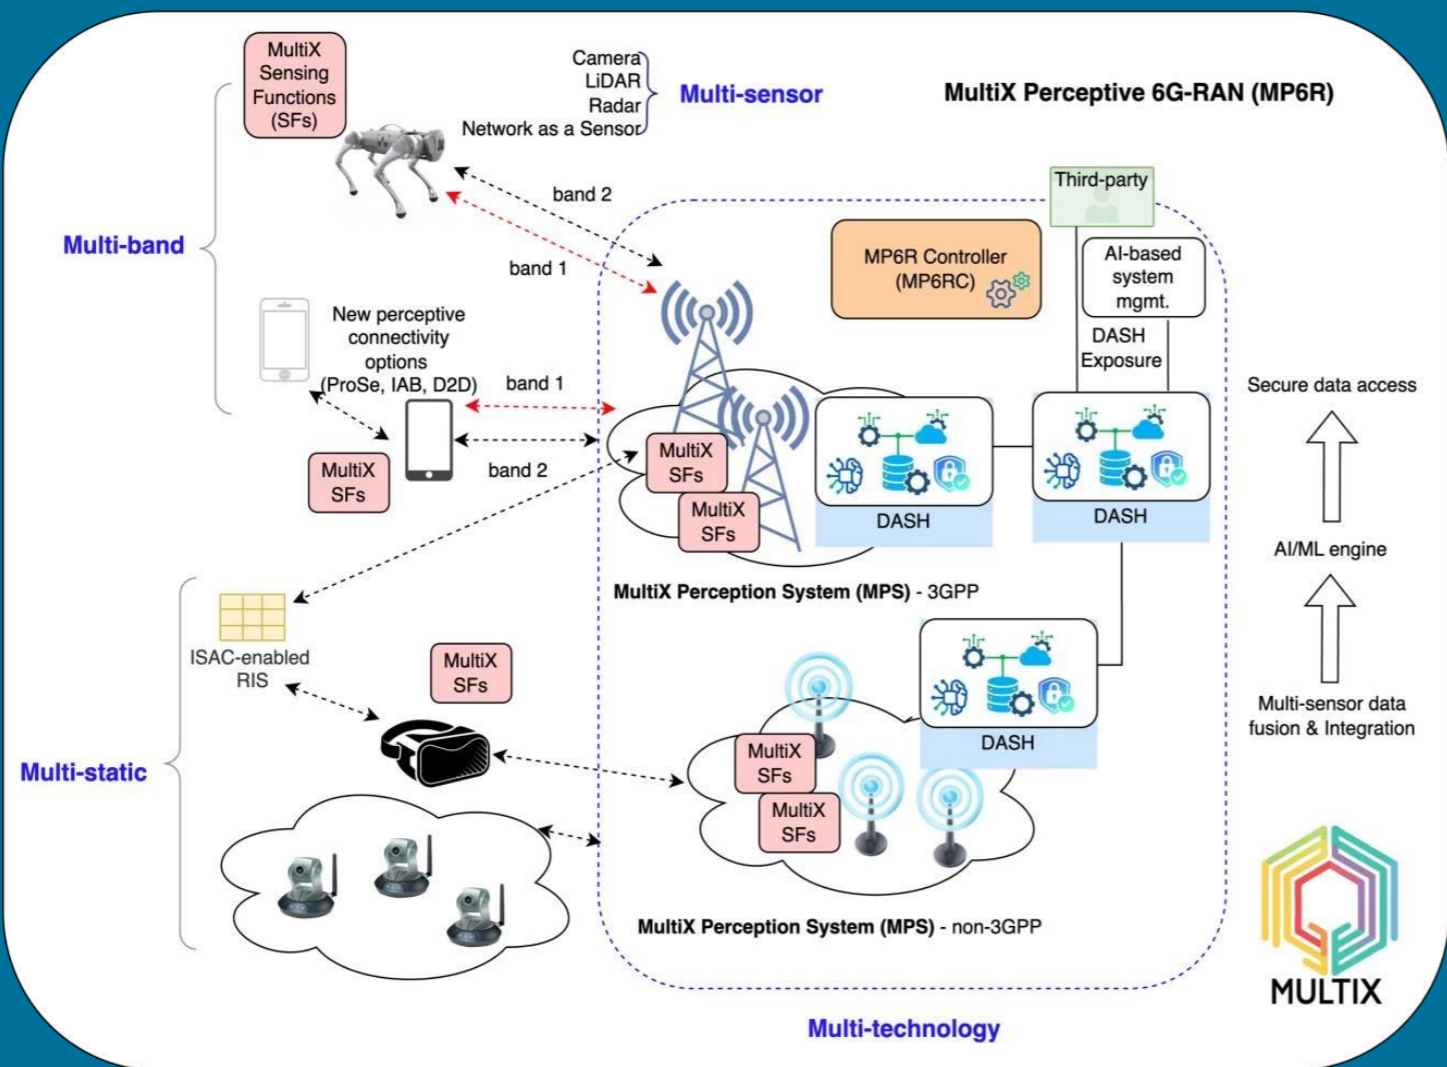 MultiX
Sensing
Functions
(SFs)
Camera
LiDAR
Radar
Network as a Sensor
Multi-sensor
MultiX Perceptive 6G-RAN (MP6R)
Third-party
band 2
band 1
Multi-band
MP6R Controller
(MP6RC)
AI-based
system
mgmt.
DASH
Exposure
New perceptive
connectivity
options
(ProSe, IAB, D2D)
band 1
band 2
MultiX
SFs
MultiX
SFs
MultiX
SFs
DASH
DASH
Secure data access
AI/ML engine
Multi-sensor data
fusion & Integration
MultiX Perception System (MPS) - 3GPP
ISAC-enabled
RIS
MultiX
SFs
Multi-static
MultiX
SFs
MultiX
SFs
DASH
MultiX Perception System (MPS) - non-3GPP
Multi-technology
MULTIX